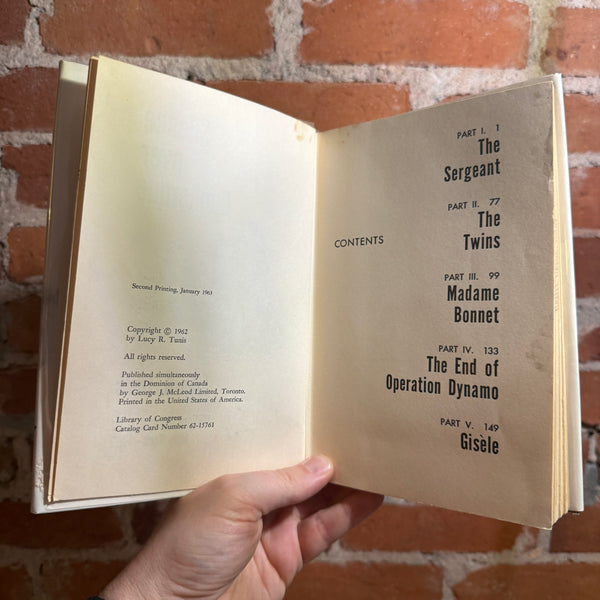 Second Printing, January 1963
Copyright © 1962
by Lucy R. Tunis
All rights reserved.
Published simultaneously
in the Dominion of Canada
by George J. McLeod Limited, Toronto.
Printed in the United States of America.
Library of Congress
Catalog Card Number 62-15761
CONTENTS
PART I. 1
The
Sergeant
PART II. 77
The
Twins
PART III. 99
Madame
Bonnet
PART IV. 133
The End of
Operation Dynamo
PART V. 149
Gisèle